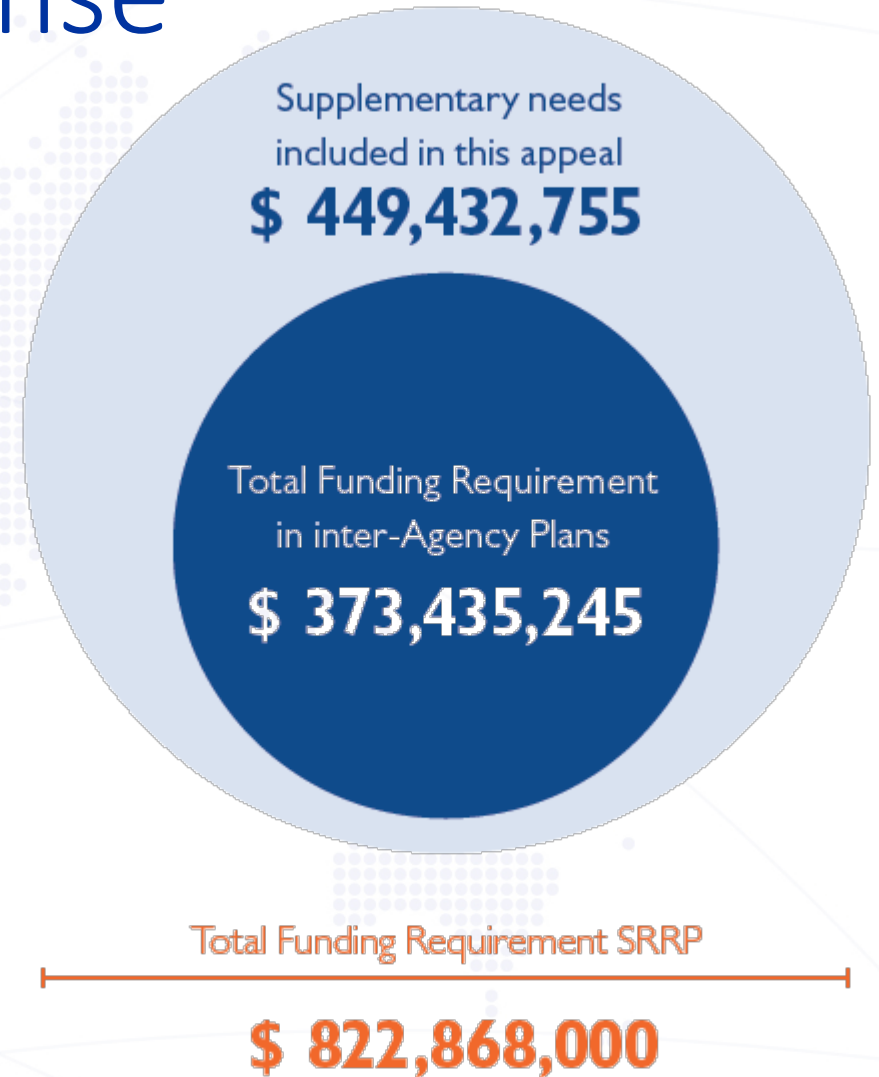 Supplementary needs
included in this appeal
$ 449,432,755
Total Funding Requirement
in inter-Agency Plans
$ 373,435,245
Total Funding Requirement SRRP
$ 822,868,000